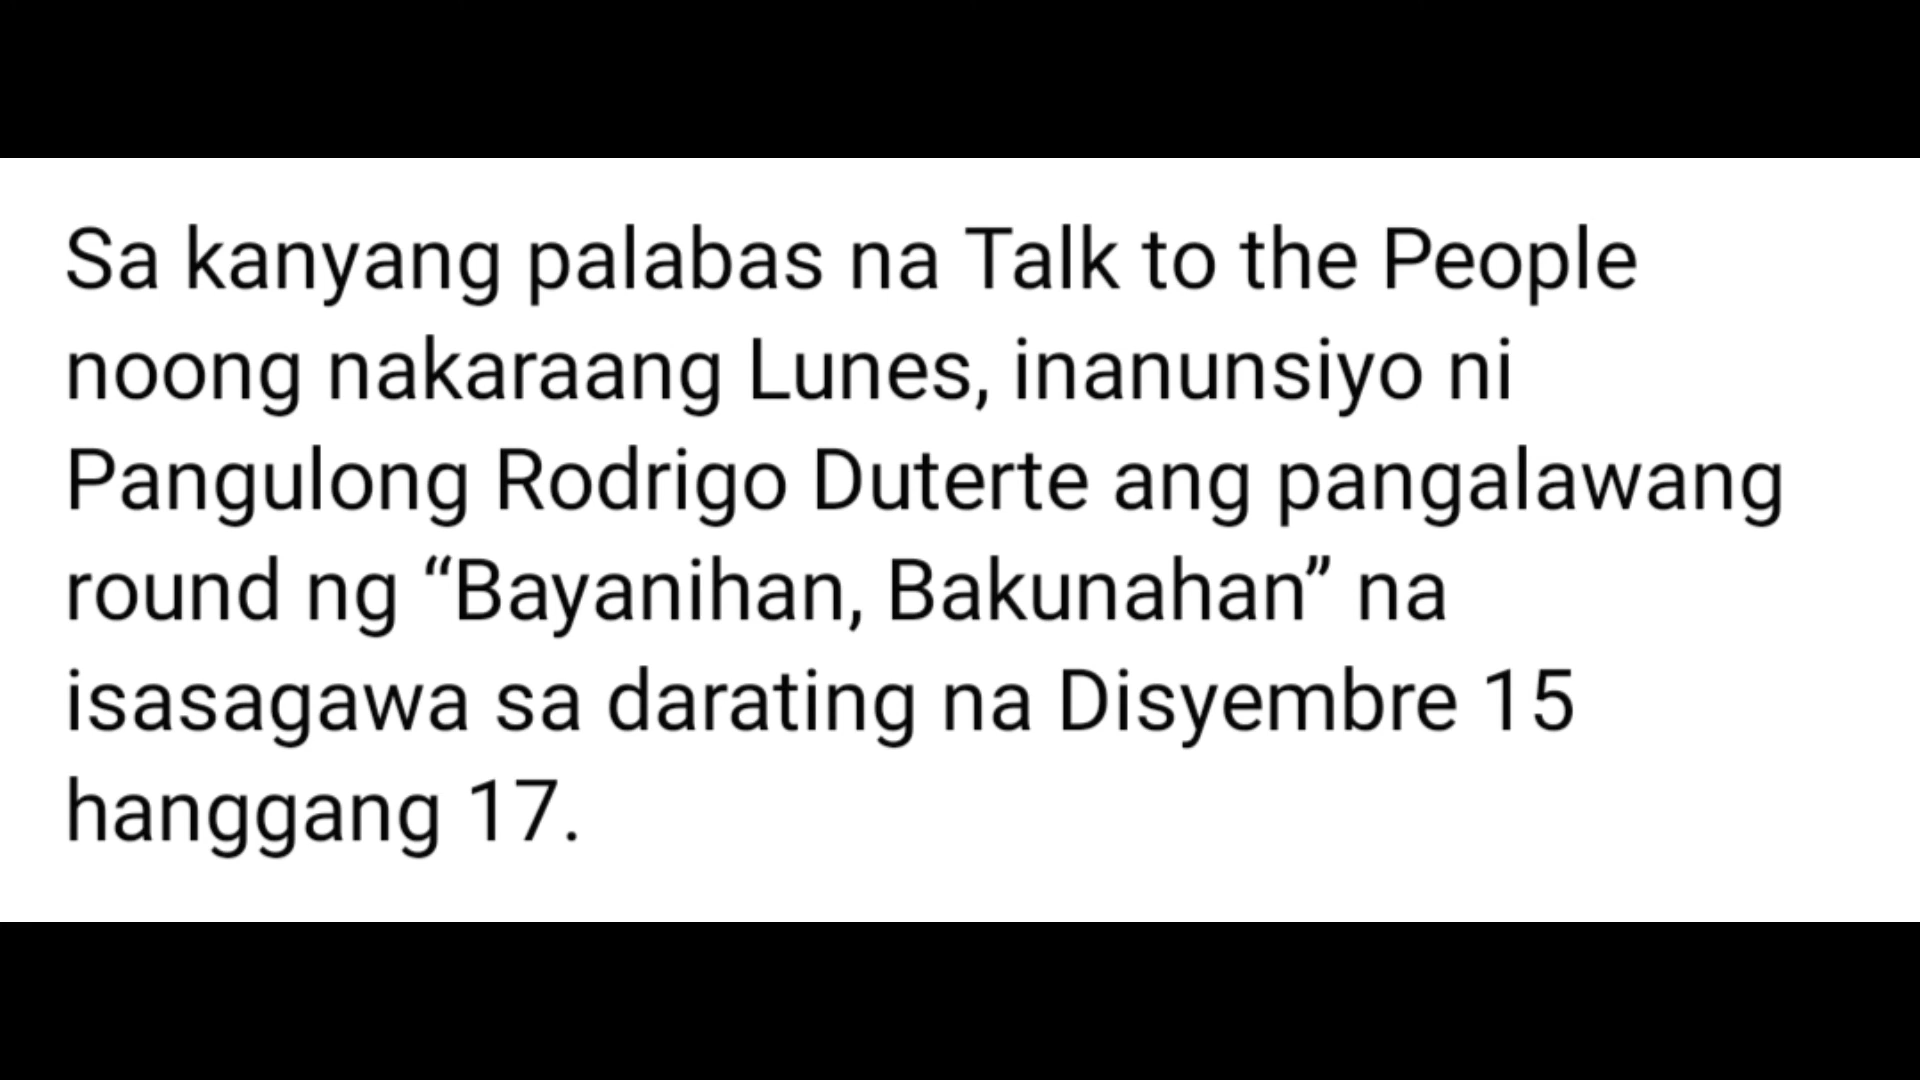 Sa kanyang palabas na Talk to the People
noong nakaraang Lunes, inanunsiyo ni
Pangulong Rodrigo Duterte ang pangalawang
round ng “Bayanihan, Bakunahan” na
isasagawa sa darating na Disyembre 15
hanggang 17.